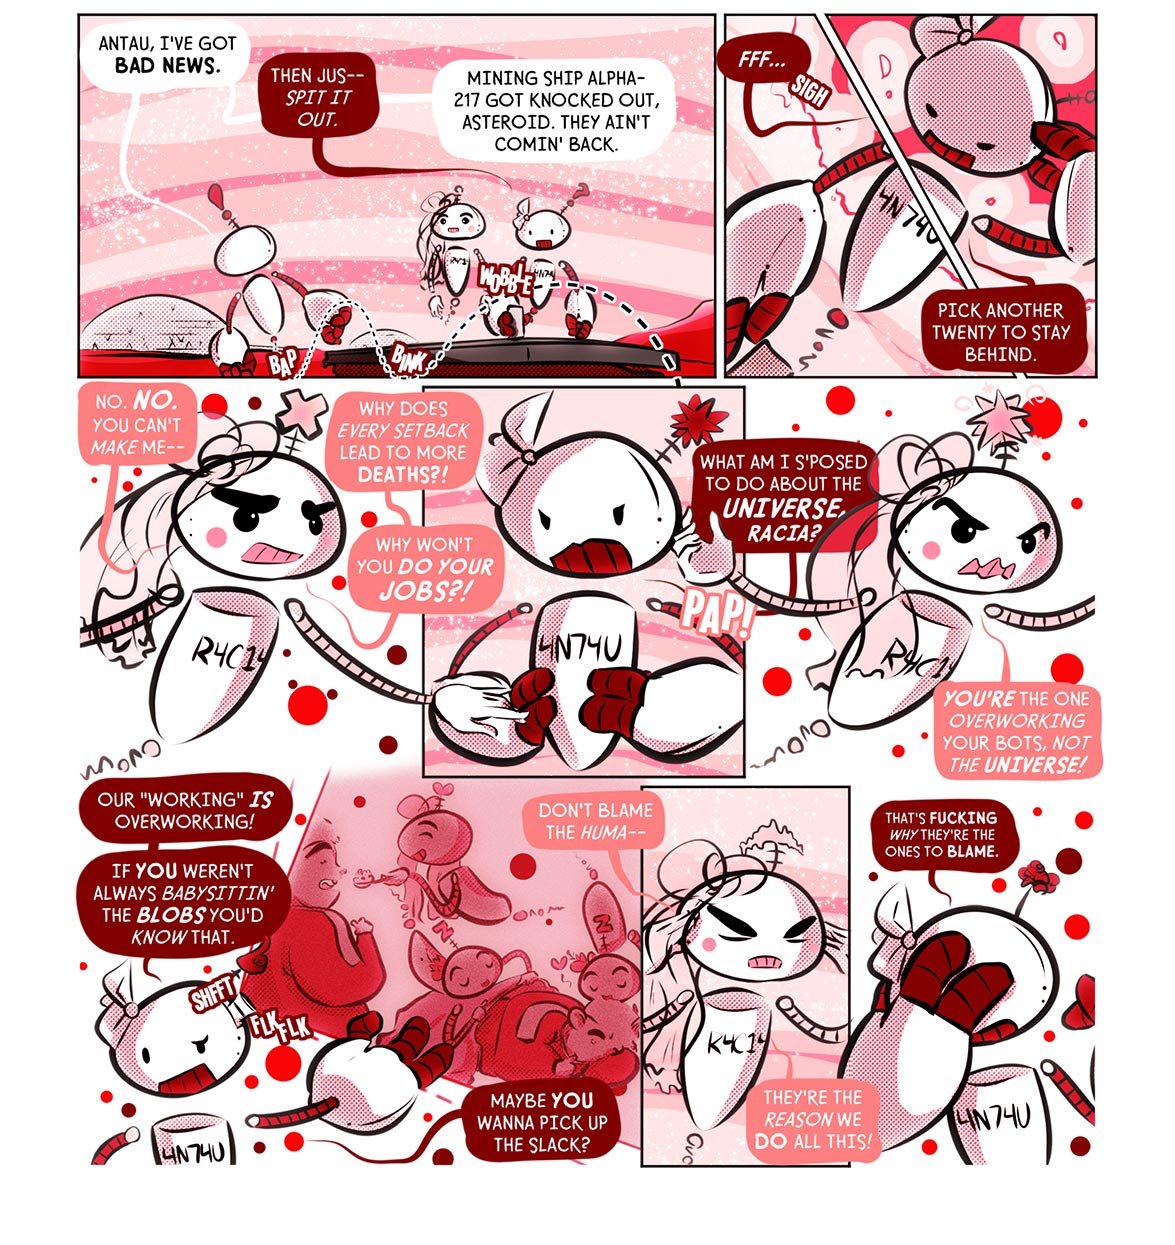 ANTAU, I'VE GOT
BAD NEWS.
THEN JUS--
SPIT IT
OUT.
MINING SHIP ALPHA-
217 GOT KNOCKED OUT,
ASTEROID. THEY AIN'T
COMIN' BACK.
R4C14
4N74U
WOBBLE
BAP
BINK
FFF...
SIGH
4N74U
PICK ANOTHER
TWENTY TO STAY
BEHIND.
NO. NO.
YOU CAN'T
MAKE ME--
WHY DOES
EVERY SETBACK
LEAD TO MORE
DEATHS?!
WHY WON'T
YOU DO YOUR
JOBS?!
R4C14
WHAT AM I S'POSED
TO DO ABOUT THE
UNIVERSE,
RACIA?
PAP!
4N74U
R4C14
YOU'RE THE ONE
OVERWORKING
YOUR BOTS, NOT
THE UNIVERSE!
OUR "WORKING" IS
OVERWORKING!
IF YOU WEREN'T
ALWAYS BABYSITTIN'
THE BLOBS YOU'D
KNOW THAT.
SHFFT
FLK FLK
Z
4N74U
MAYBE YOU
WANNA PICK UP
THE SLACK?
DON'T BLAME
THE HUMA--
R4C14
THEY'RE THE
REASON WE
DO ALL THIS!
THAT'S FUCKING
WHY THEY'RE THE
ONES TO BLAME.
4N74U